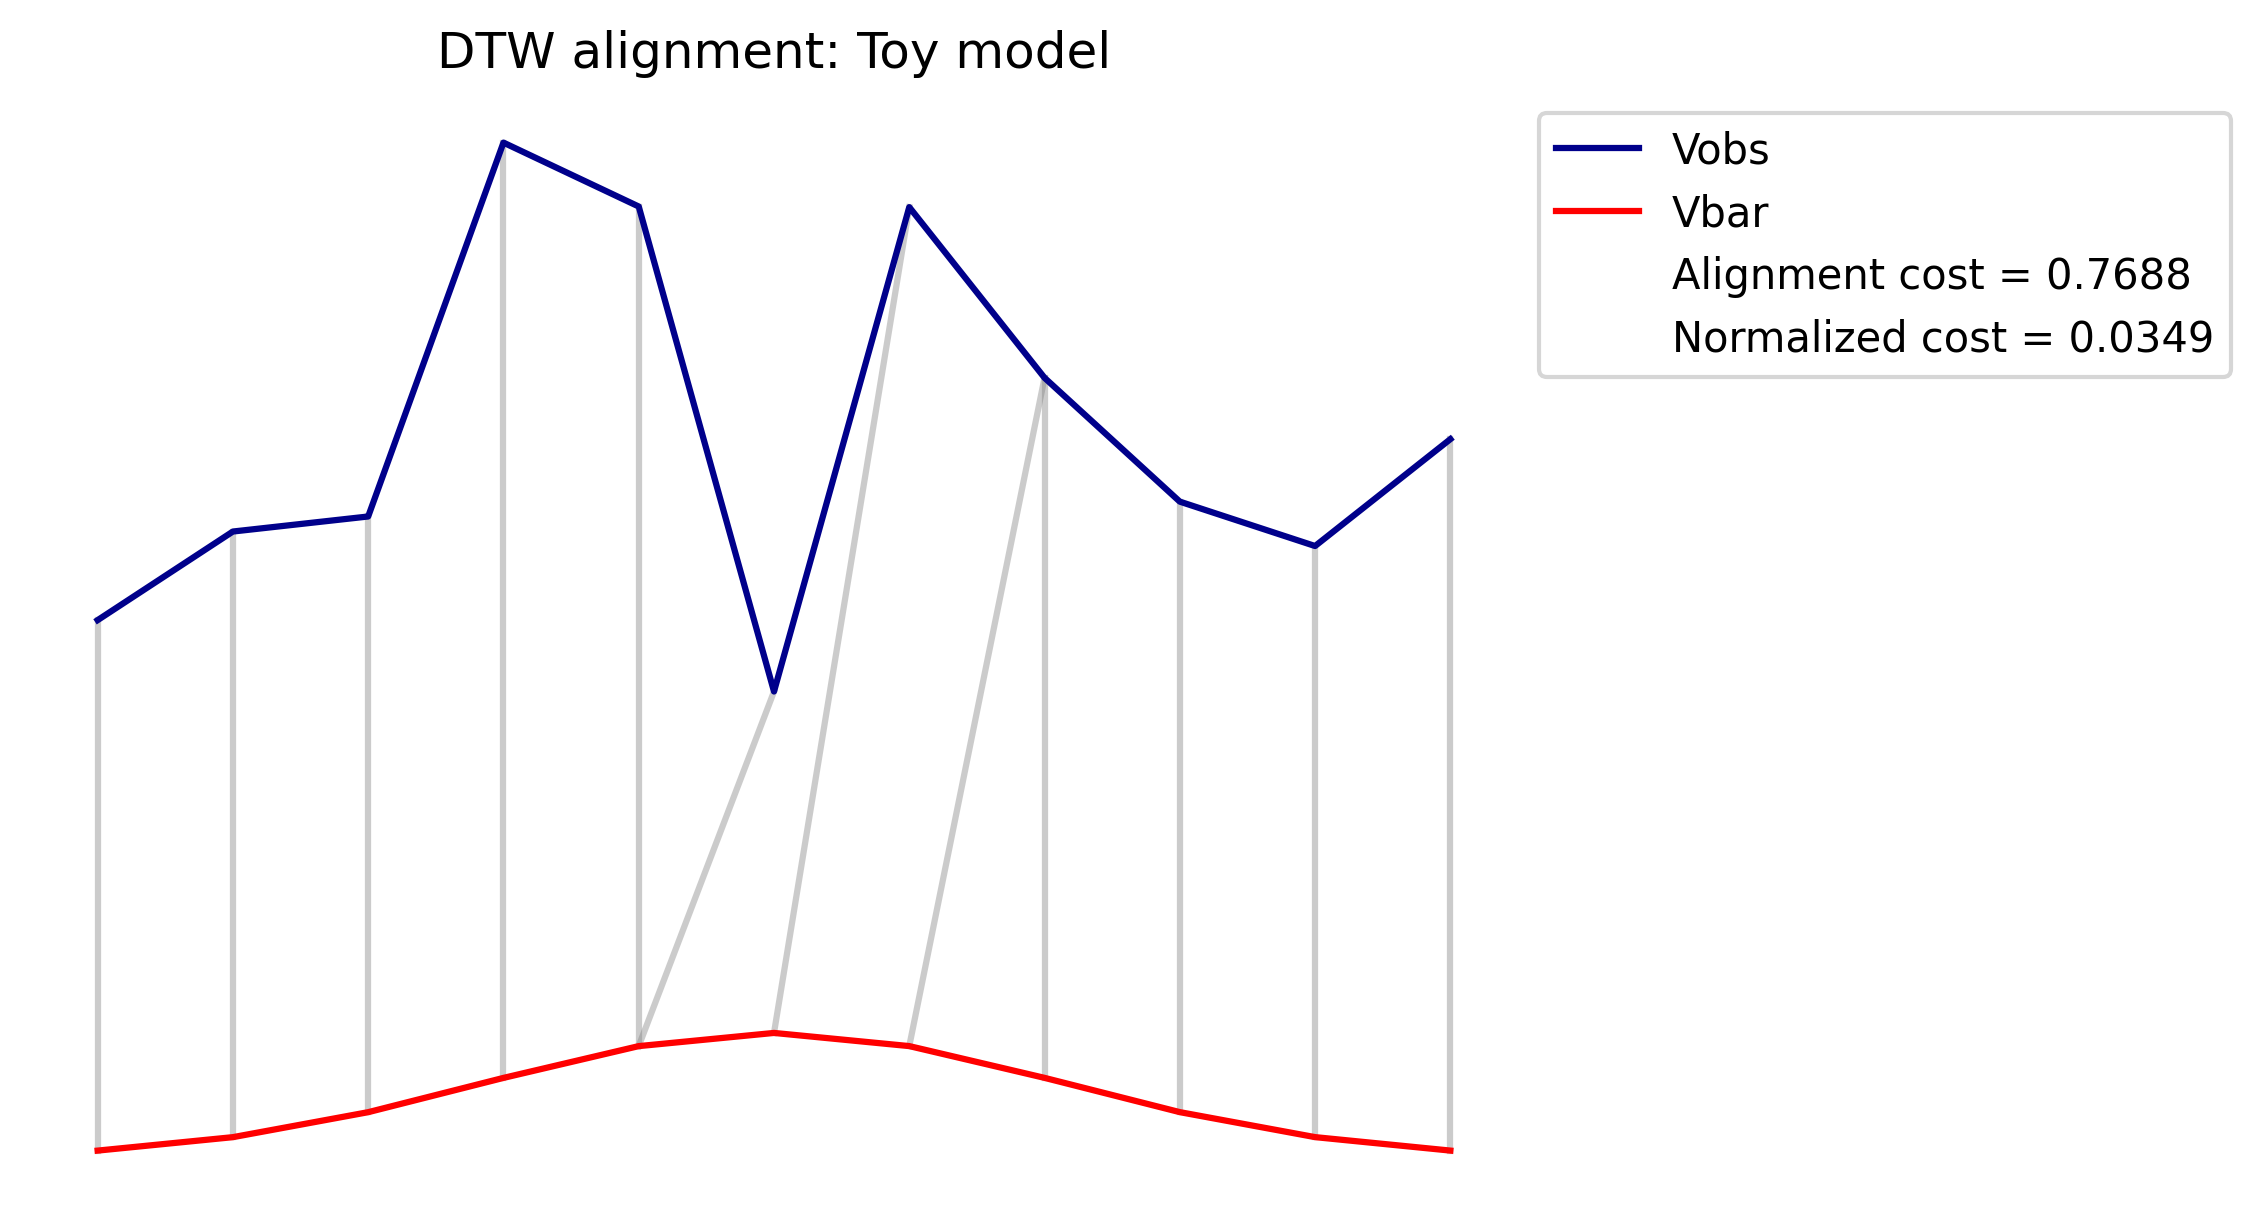 DTW alignment: Toy model
Vobs
Vbar
Alignment cost = 0.7688
Normalized cost = 0.0349